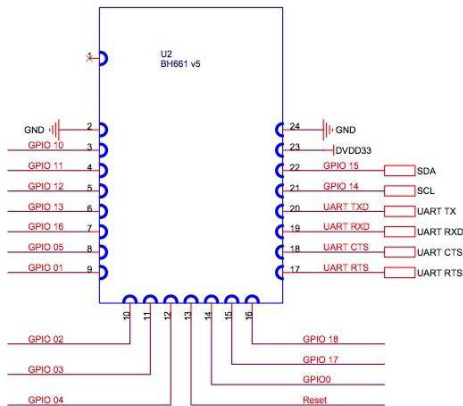 U2
BH661 v5
1
GND 2 24 GND
GPIO 10 3 23 DVDD33
GPIO 11 4 22 GPIO 15 SDA
GPIO 12 5 21 GPIO 14 SCL
GPIO 13 6 20 UART TXD UART TX
GPIO 16 7 19 UART RXD UART RXD
GPIO 05 8 18 UART CTS UART CTS
GPIO 01 9 17 UART RTS UART RTS
10 11 12 13 14 15 16
GPIO 02 GPIO 18
GPIO 17
GPIO 03 GPIO0
GPIO 04 Reset